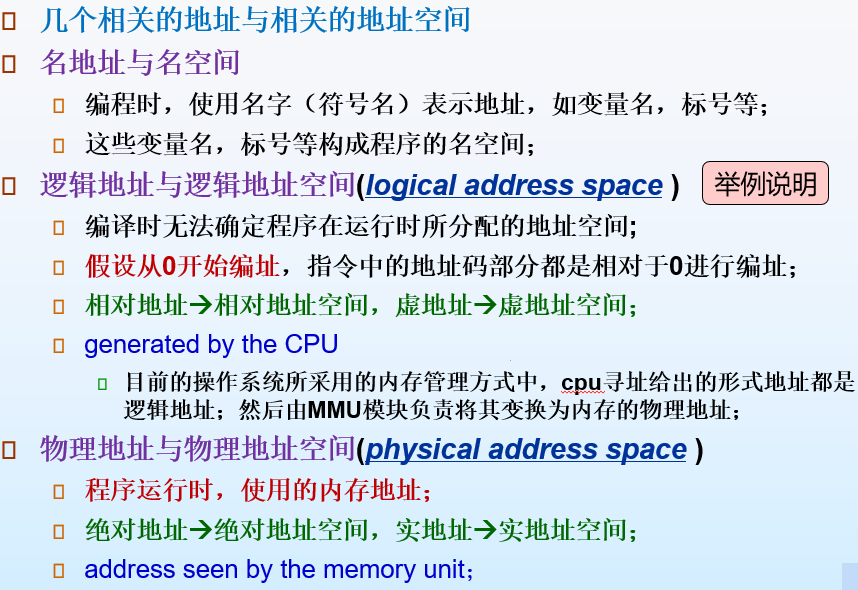 几个相关的地址与相关的地址空间
名地址与名空间
编程时，使用名字（符号名）表示地址，如变量名，标号等；
这些变量名，标号等构成程序的名空间；
逻辑地址与逻辑地址空间(logical address space ) 举例说明
编译时无法确定程序在运行时所分配的地址空间;
假设从0开始编址，指令中的地址码部分都是相对于0进行编址；
相对地址→相对地址空间，虚地址→虚地址空间；
generated by the CPU
目前的操作系统所采用的内存管理方式中，cpu寻址给出的形式地址都是
逻辑地址；然后由MMU模块负责将其变换为内存的物理地址；
物理地址与物理地址空间(physical address space )
程序运行时，使用的内存地址；
绝对地址→绝对地址空间，实地址→实地址空间；
address seen by the memory unit；